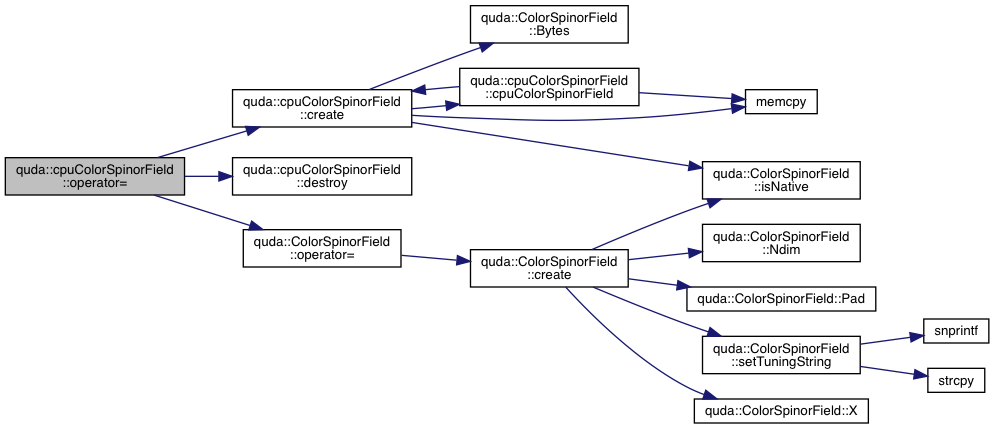 quda::ColorSpinorField
::Bytes
quda::cpuColorSpinorField
::cpuColorSpinorField
quda::cpuColorSpinorField
::create
memcpy
quda::cpuColorSpinorField
::operator=
quda::cpuColorSpinorField
::destroy
quda::ColorSpinorField
::isNative
quda::ColorSpinorField
::operator=
quda::ColorSpinorField
::create
quda::ColorSpinorField
::Ndim
quda::ColorSpinorField::Pad
quda::ColorSpinorField
::setTuningString
snprintf
strcpy
quda::ColorSpinorField::X